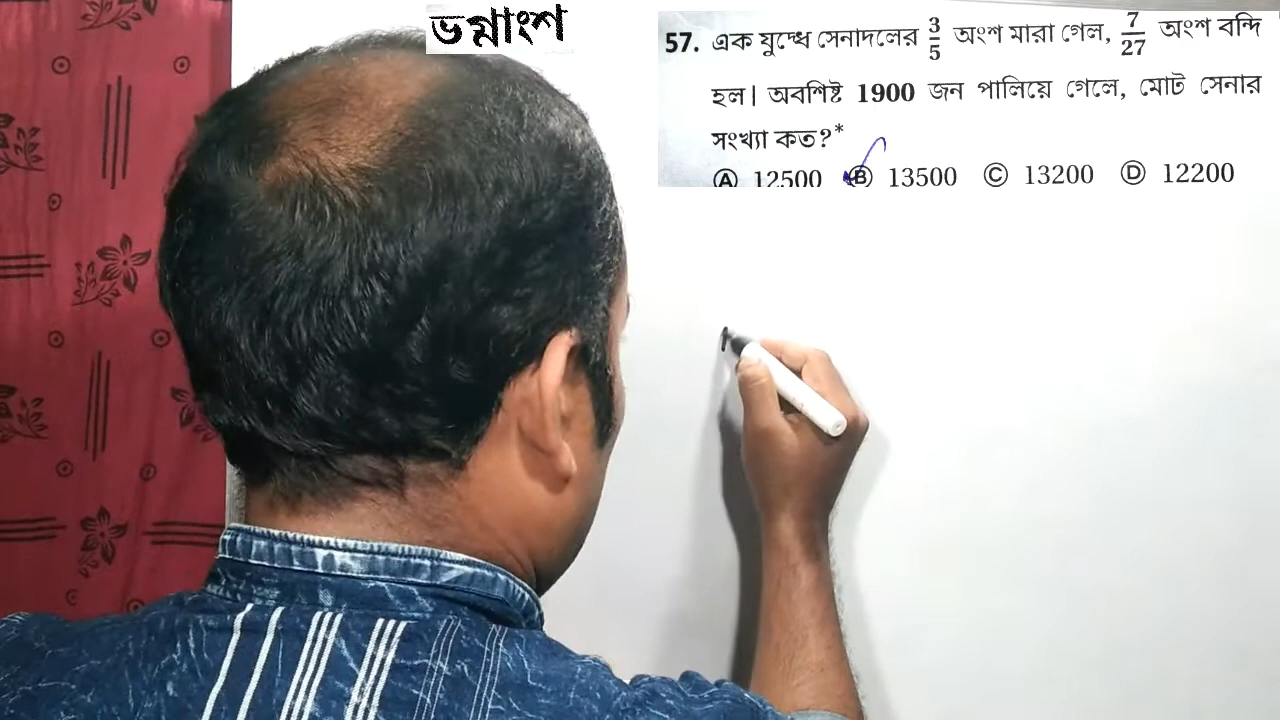 ভগ্নাংশ
57. এক যুদ্ধে সেনাদলের 3/5 অংশ মারা গেল, 7/27 অংশ বন্দি
হল। অবশিষ্ট 1900 জন পালিয়ে গেলে, মোট সেনার
সংখ্যা কত?*
Ⓐ 12500 Ⓑ 13500 Ⓒ 13200 Ⓓ 12200